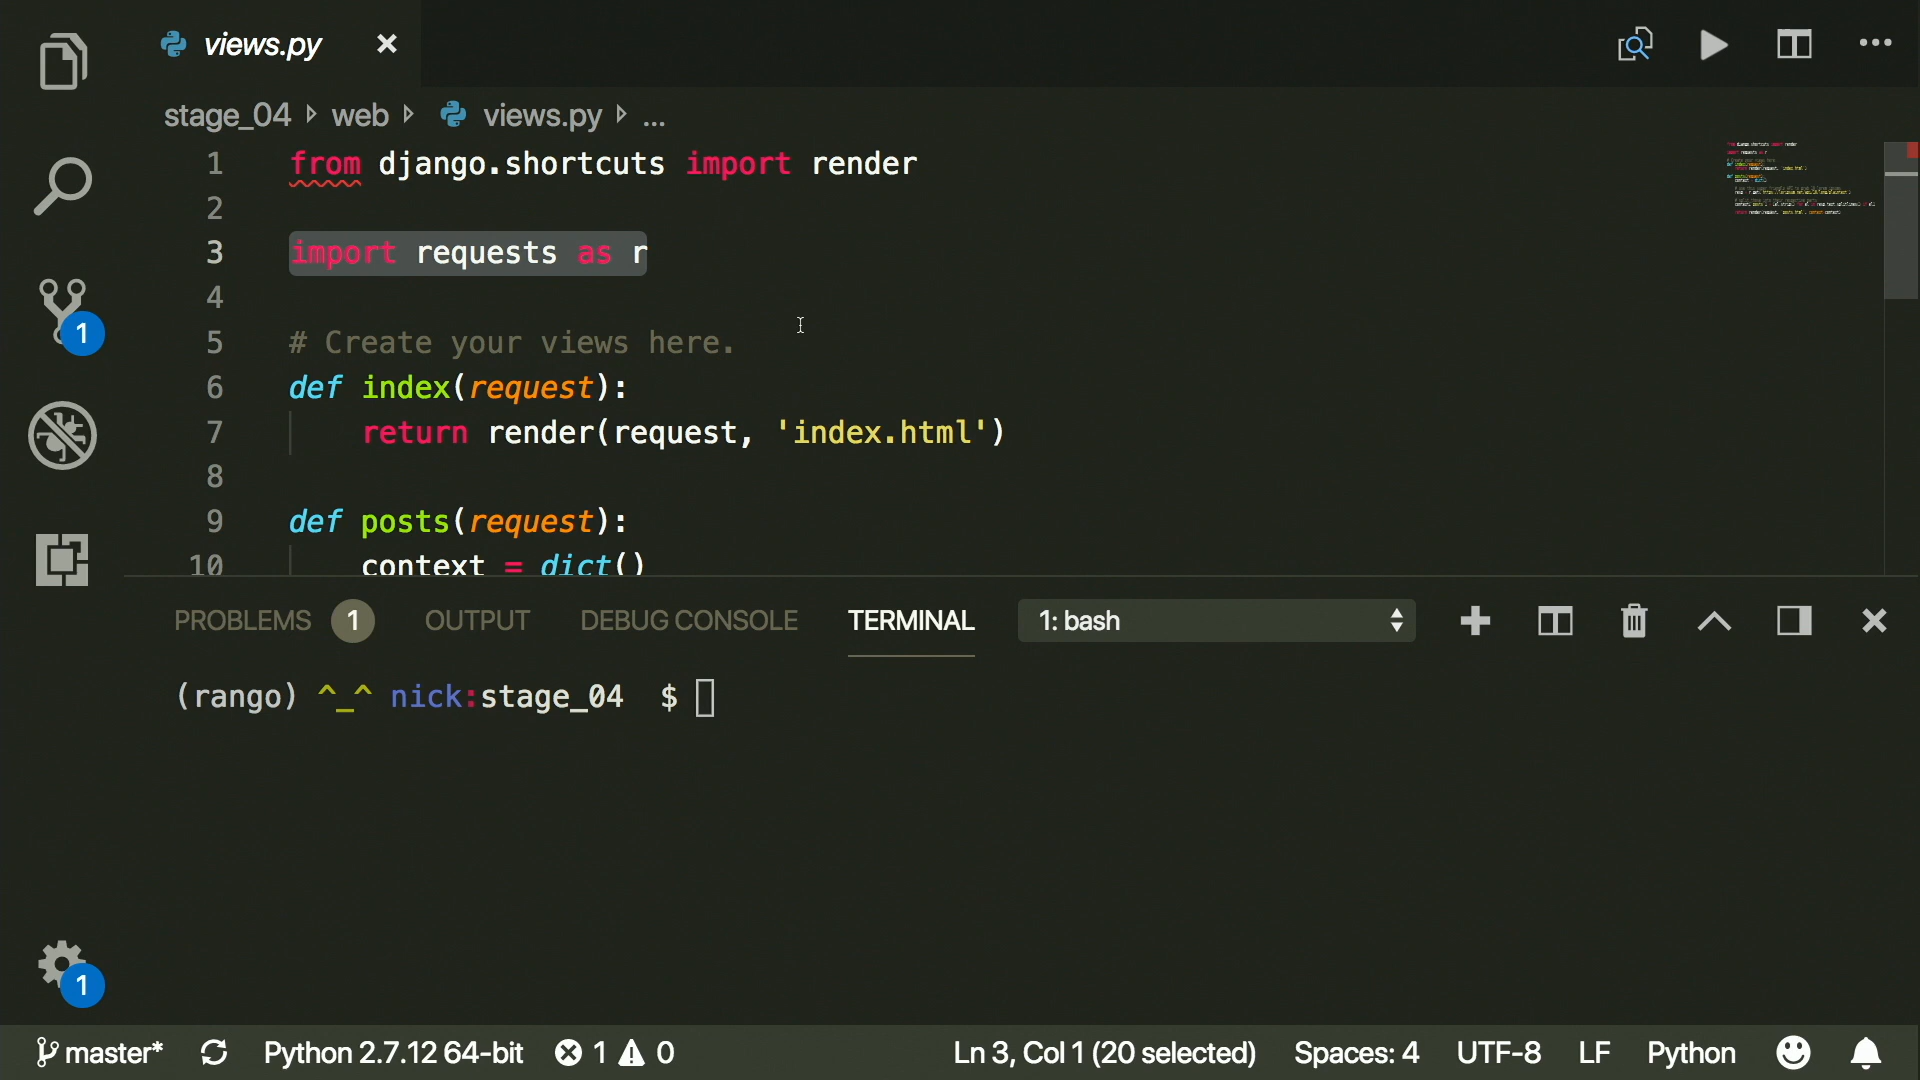 views.py
stage_04 web views.py ...
1 from django.shortcuts import render
2
3 import requests as r
4
5 # Create your views here.
6 def index(request):
7 return render(request, 'index.html')
8
9 def posts(request):
10 context = dict()
PROBLEMS 1 OUTPUT DEBUG CONSOLE TERMINAL 1: bash
(rango) ^_^ nick:stage_04 $
1
1
master* Python 2.7.12 64-bit 1 0 Ln 3, Col 1 (20 selected) Spaces: 4 UTF-8 LF Python